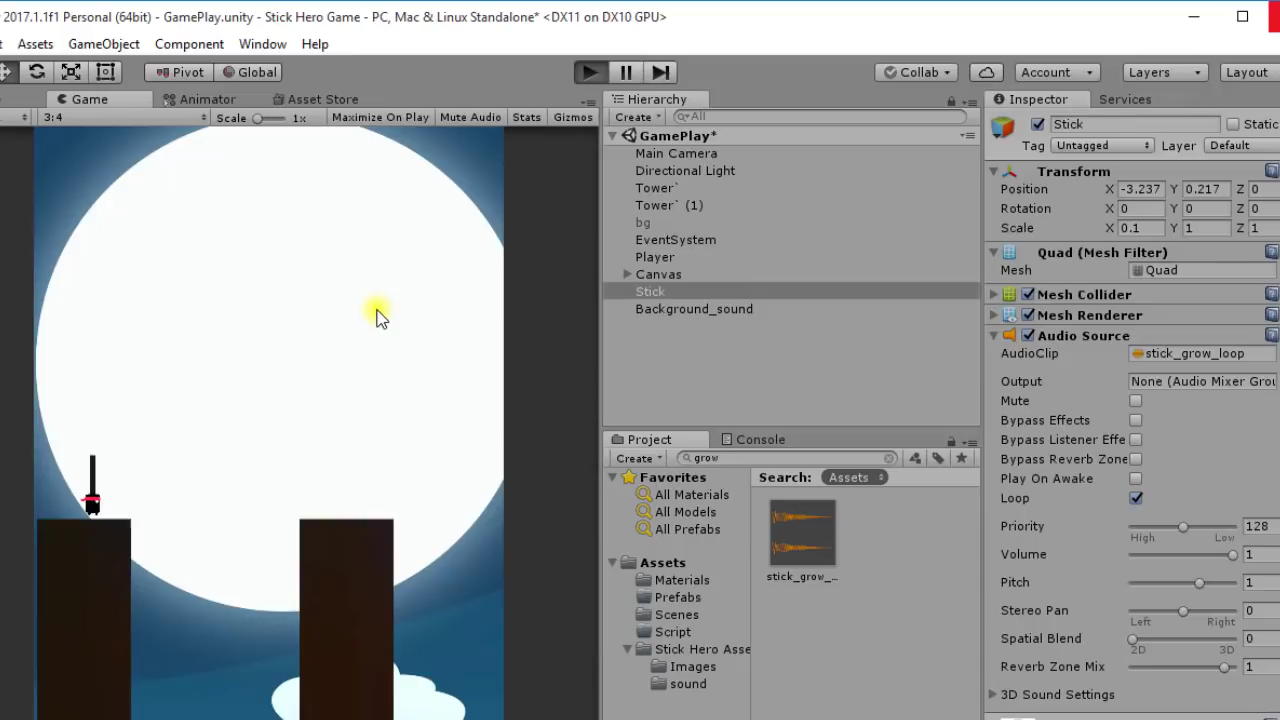 2017.1.1f1 Personal (64bit) - GamePlay.unity - Stick Hero Game - PC, Mac & Linux Standalone* <DX11 on DX10 GPU>
t Assets GameObject Component Window Help
Pivot Global Collab Account Layers Layout
Game Animator Asset Store
3:4 Scale 1x Maximize On Play Mute Audio Stats Gizmos
Hierarchy
Create All
GamePlay*
Main Camera
Directional Light
Tower`
Tower` (1)
bg
EventSystem
Player
Canvas
Stick
Background_sound
Project Console
Create grow
Favorites
All Materials
All Models
All Prefabs
Assets
Materials
Prefabs
Scenes
Script
Stick Hero Asse
Images
sound
Search: Assets
stick_grow_...
Inspector Services
Stick Static
Tag Untagged Layer Default
Transform
Position X -3.237 Y 0.217 Z 0
Rotation X 0 Y 0 Z 0
Scale X 0.1 Y 1 Z 1
Quad (Mesh Filter)
Mesh Quad
Mesh Collider
Mesh Renderer
Audio Source
AudioClip stick_grow_loop
Output None (Audio Mixer Grou
Mute
Bypass Effects
Bypass Listener Effe
Bypass Reverb Zone
Play On Awake
Loop
Priority 128
High Low
Volume 1
Pitch 1
Stereo Pan 0
Left Right
Spatial Blend 0
2D 3D
Reverb Zone Mix 1
3D Sound Settings